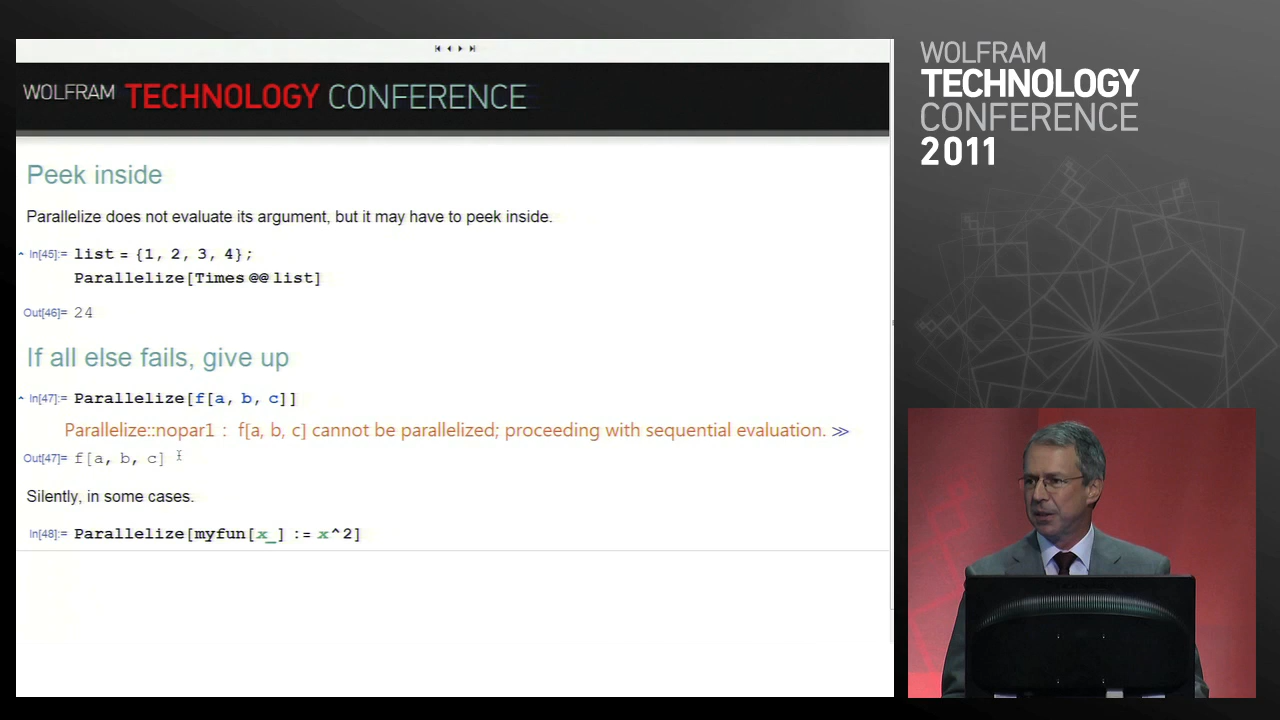 WOLFRAM TECHNOLOGY CONFERENCE
Peek inside
Parallelize does not evaluate its argument, but it may have to peek inside.
In[45]:= list = {1, 2, 3, 4};
Parallelize[Times @@ list]
Out[46]= 24
If all else fails, give up
In[47]:= Parallelize[f[a, b, c]]
Parallelize::nopar1 : f[a, b, c] cannot be parallelized; proceeding with sequential evaluation. ≫
Out[47]= f[a, b, c]
Silently, in some cases.
In[48]:= Parallelize[myfun[x_] := x^2]
WOLFRAM
TECHNOLOGY
CONFERENCE
2011